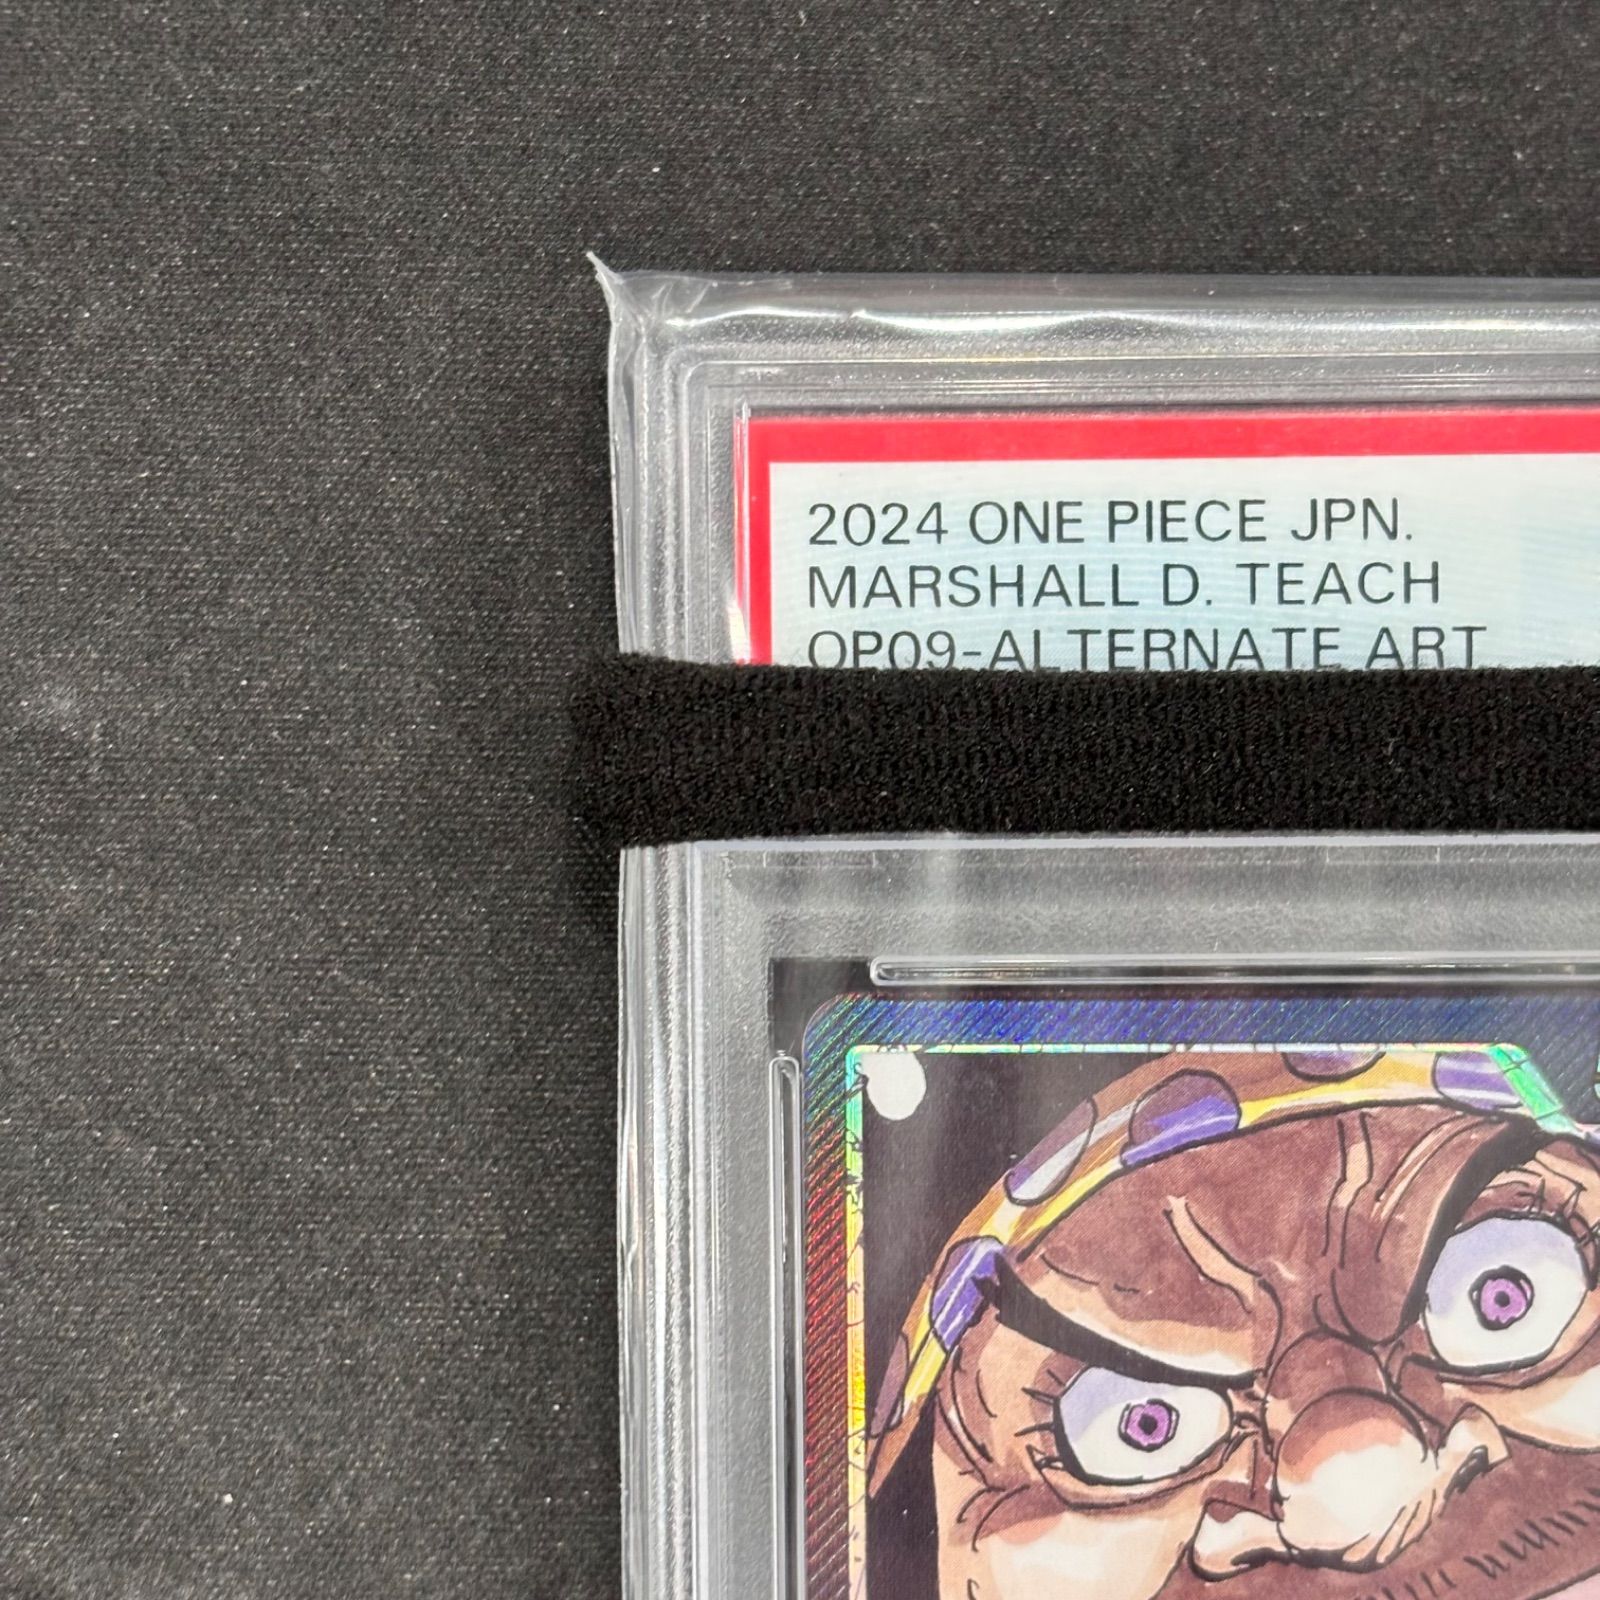 2024 ONE PIECE JPN.
MARSHALL D. TEACH
OP09-ALTERNATE ART